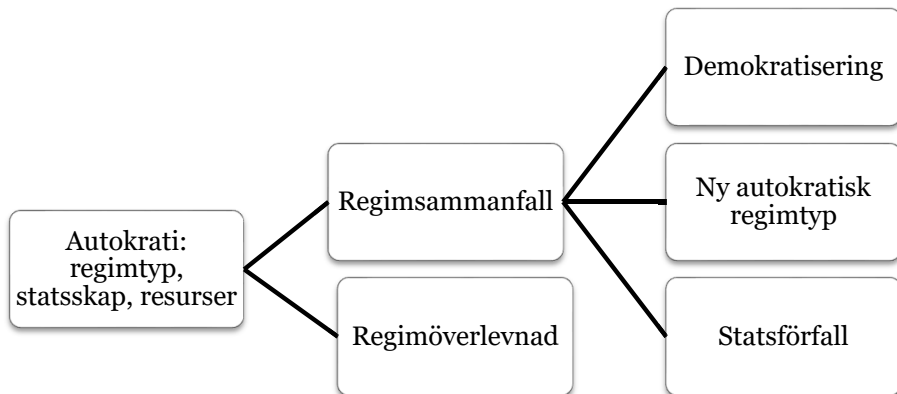 Autokrati:
regimtyp,
statsskap, resurser
Regimsammanfall
Regimöverlevnad
Demokratisering
Ny autokratisk
regimtyp
Statsförfall